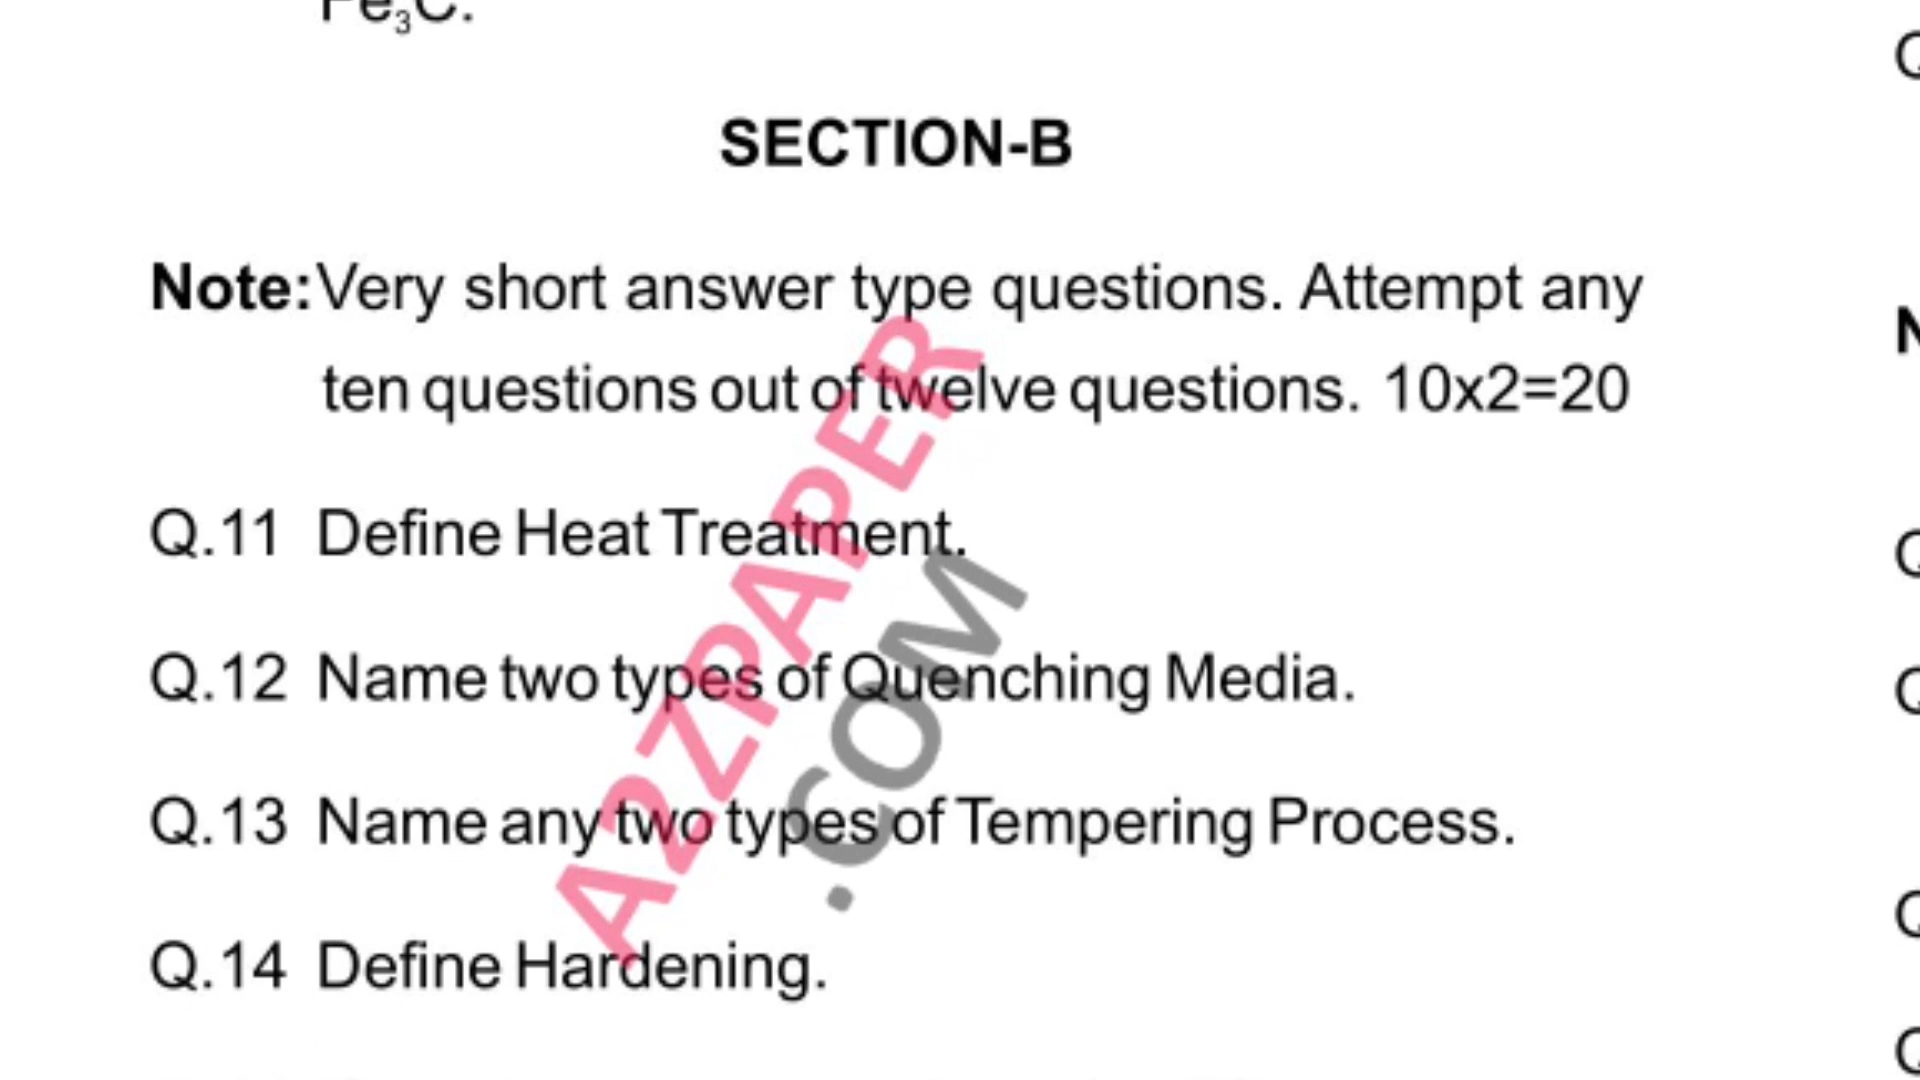 Fe₃C.
SECTION-B
Note: Very short answer type questions. Attempt any
ten questions out of twelve questions. 10x2=20
Q.11 Define Heat Treatment.
Q.12 Name two types of Quenching Media.
Q.13 Name any two types of Tempering Process.
Q.14 Define Hardening.
A2ZPAPER
.COM